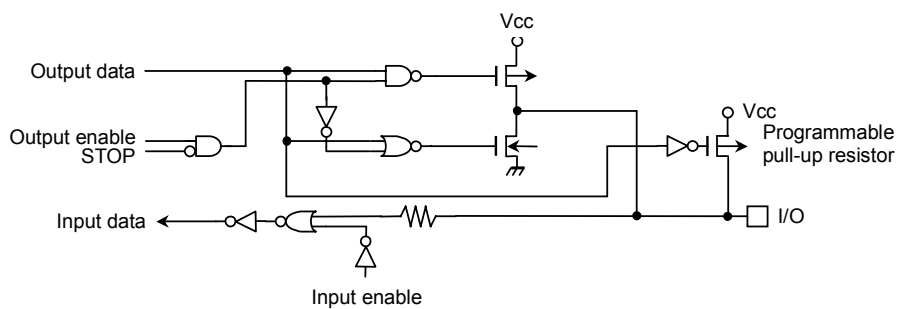 Vcc
Output data
Vcc
Output enable
STOP
Programmable
pull-up resistor
Input data
I/O
Input enable